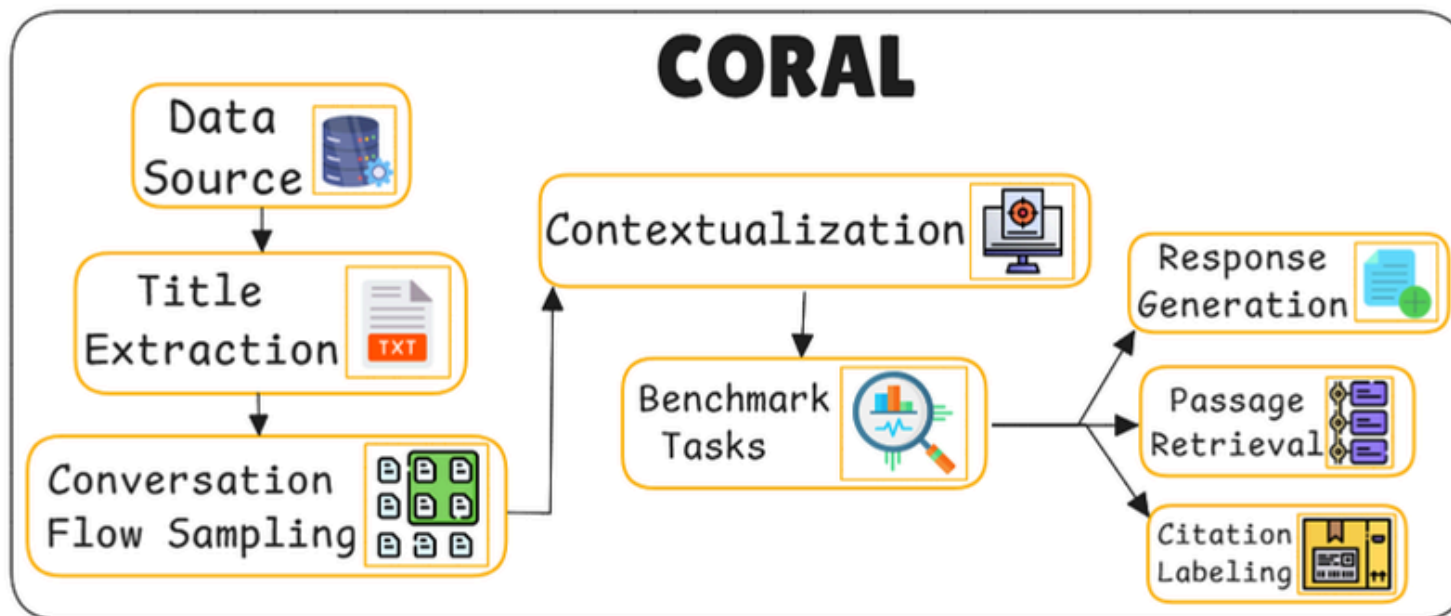 CORAL
Data
Source
Title
Extraction
TXT
Conversation
Flow Sampling
Contextualization
Benchmark
Tasks
Response
Generation
Passage
Retrieval
Citation
Labeling